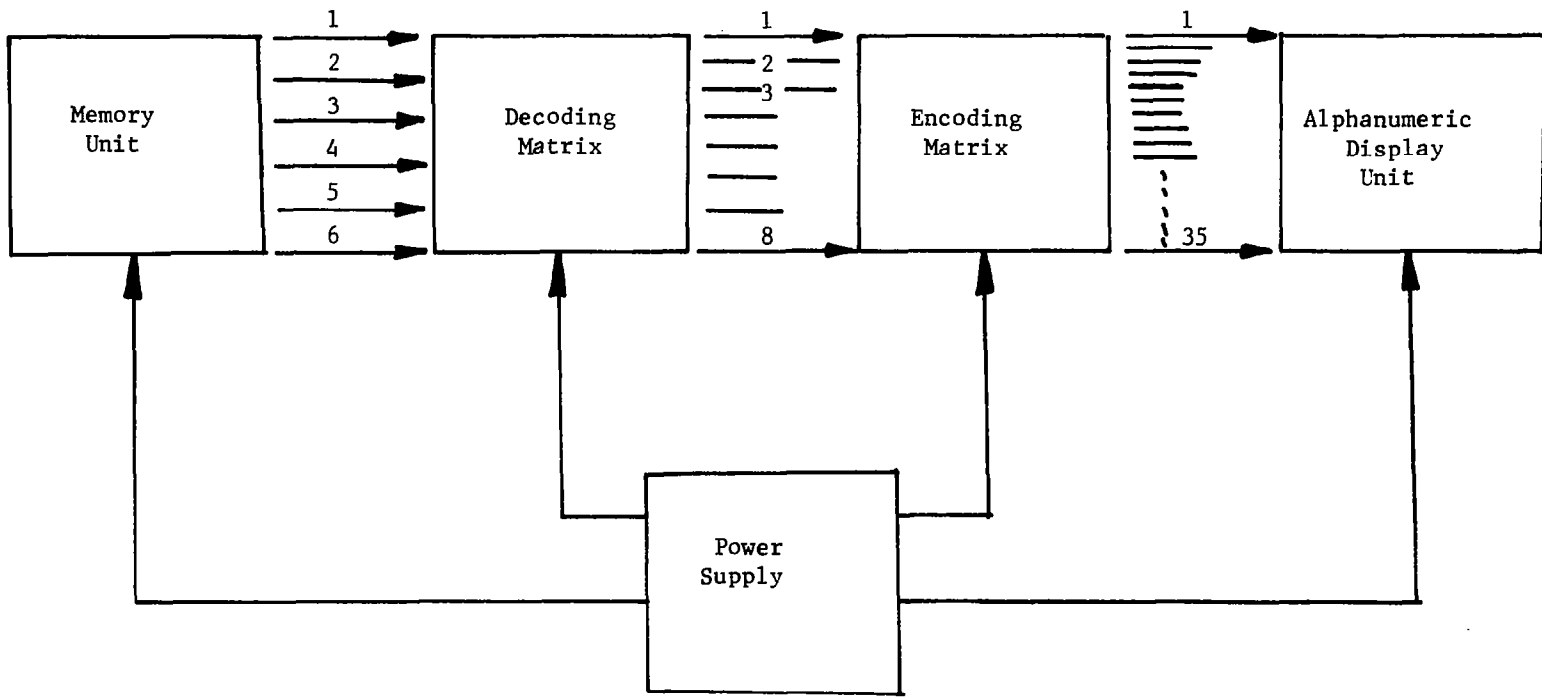 1
2
3
4
5
6
Memory
Unit
Decoding
Matrix
1
2
3
8
Encoding
Matrix
1
35
Alphanumeric
Display
Unit
Power
Supply